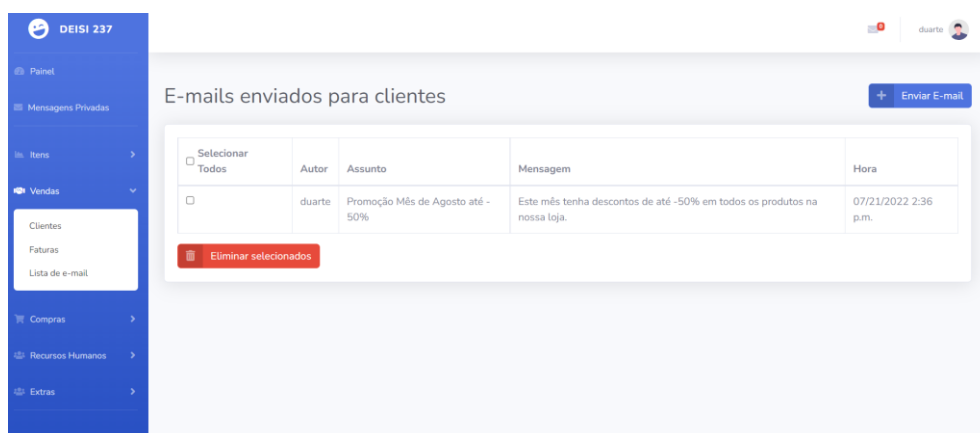 DEISI 237
0
duarte
Painel
Mensagens Privadas
Itens
Vendas
Clientes
Faturas
Lista de e-mail
Compras
Recursos Humanos
Extras
E-mails enviados para clientes
Enviar E-mail
Selecionar
Todos
Autor
Assunto
Mensagem
Hora
duarte
Promoção Mês de Agosto até -
50%
Este mês tenha descontos de até -50% em todos os produtos na
nossa loja.
07/21/2022 2:36
p.m.
Eliminar selecionados